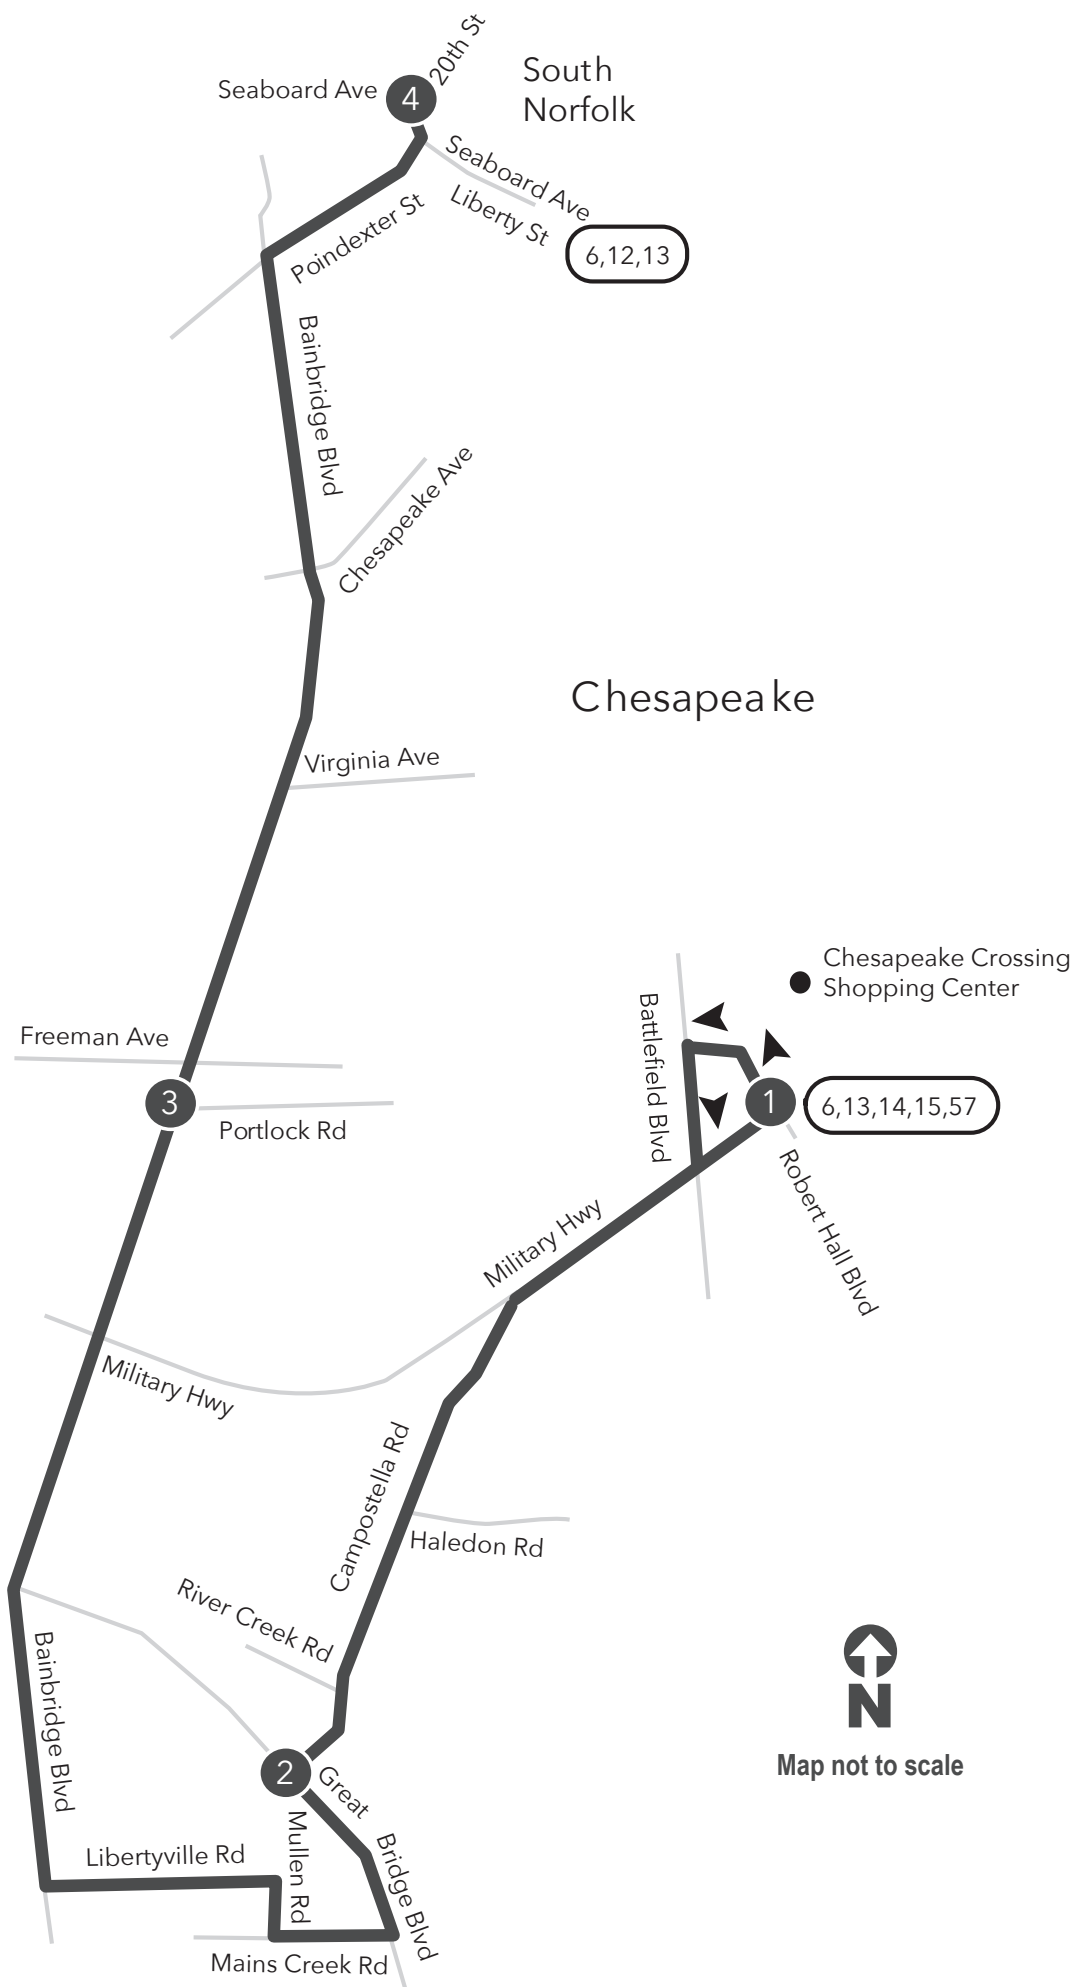 20th St
South
Norfolk
Seaboard Ave
4
Seaboard Ave
Liberty St
Poindexter St
6,12,13
Bainbridge Blvd
Chesapeake Ave
Chesapeake
Virginia Ave
Chesapeake Crossing
Shopping Center
Battlefield Blvd
Freeman Ave
3
1
6,13,14,15,57
Portlock Rd
Robert Hall Blvd
Military Hwy
Military Hwy
Campostella Rd
Haledon Rd
River Creek Rd
Bainbridge Blvd
N
Map not to scale
2
Great
Bridge Blvd
Mullen Rd
Libertyville Rd
Mains Creek Rd